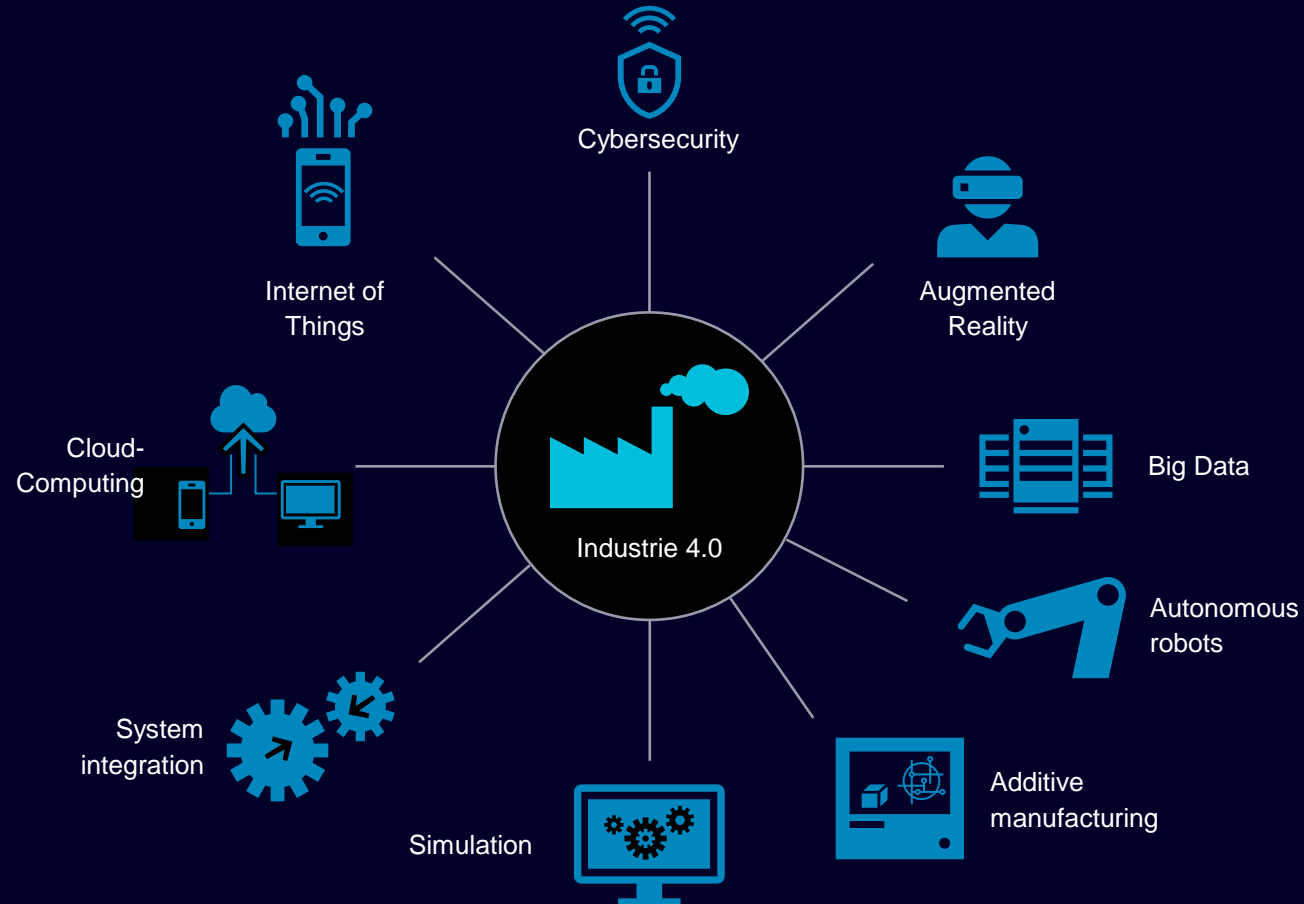 Cybersecurity
Internet of
Things
Augmented
Reality
Cloud-
Computing
Industrie 4.0
Big Data
Autonomous
robots
System
integration
Additive
manufacturing
Simulation